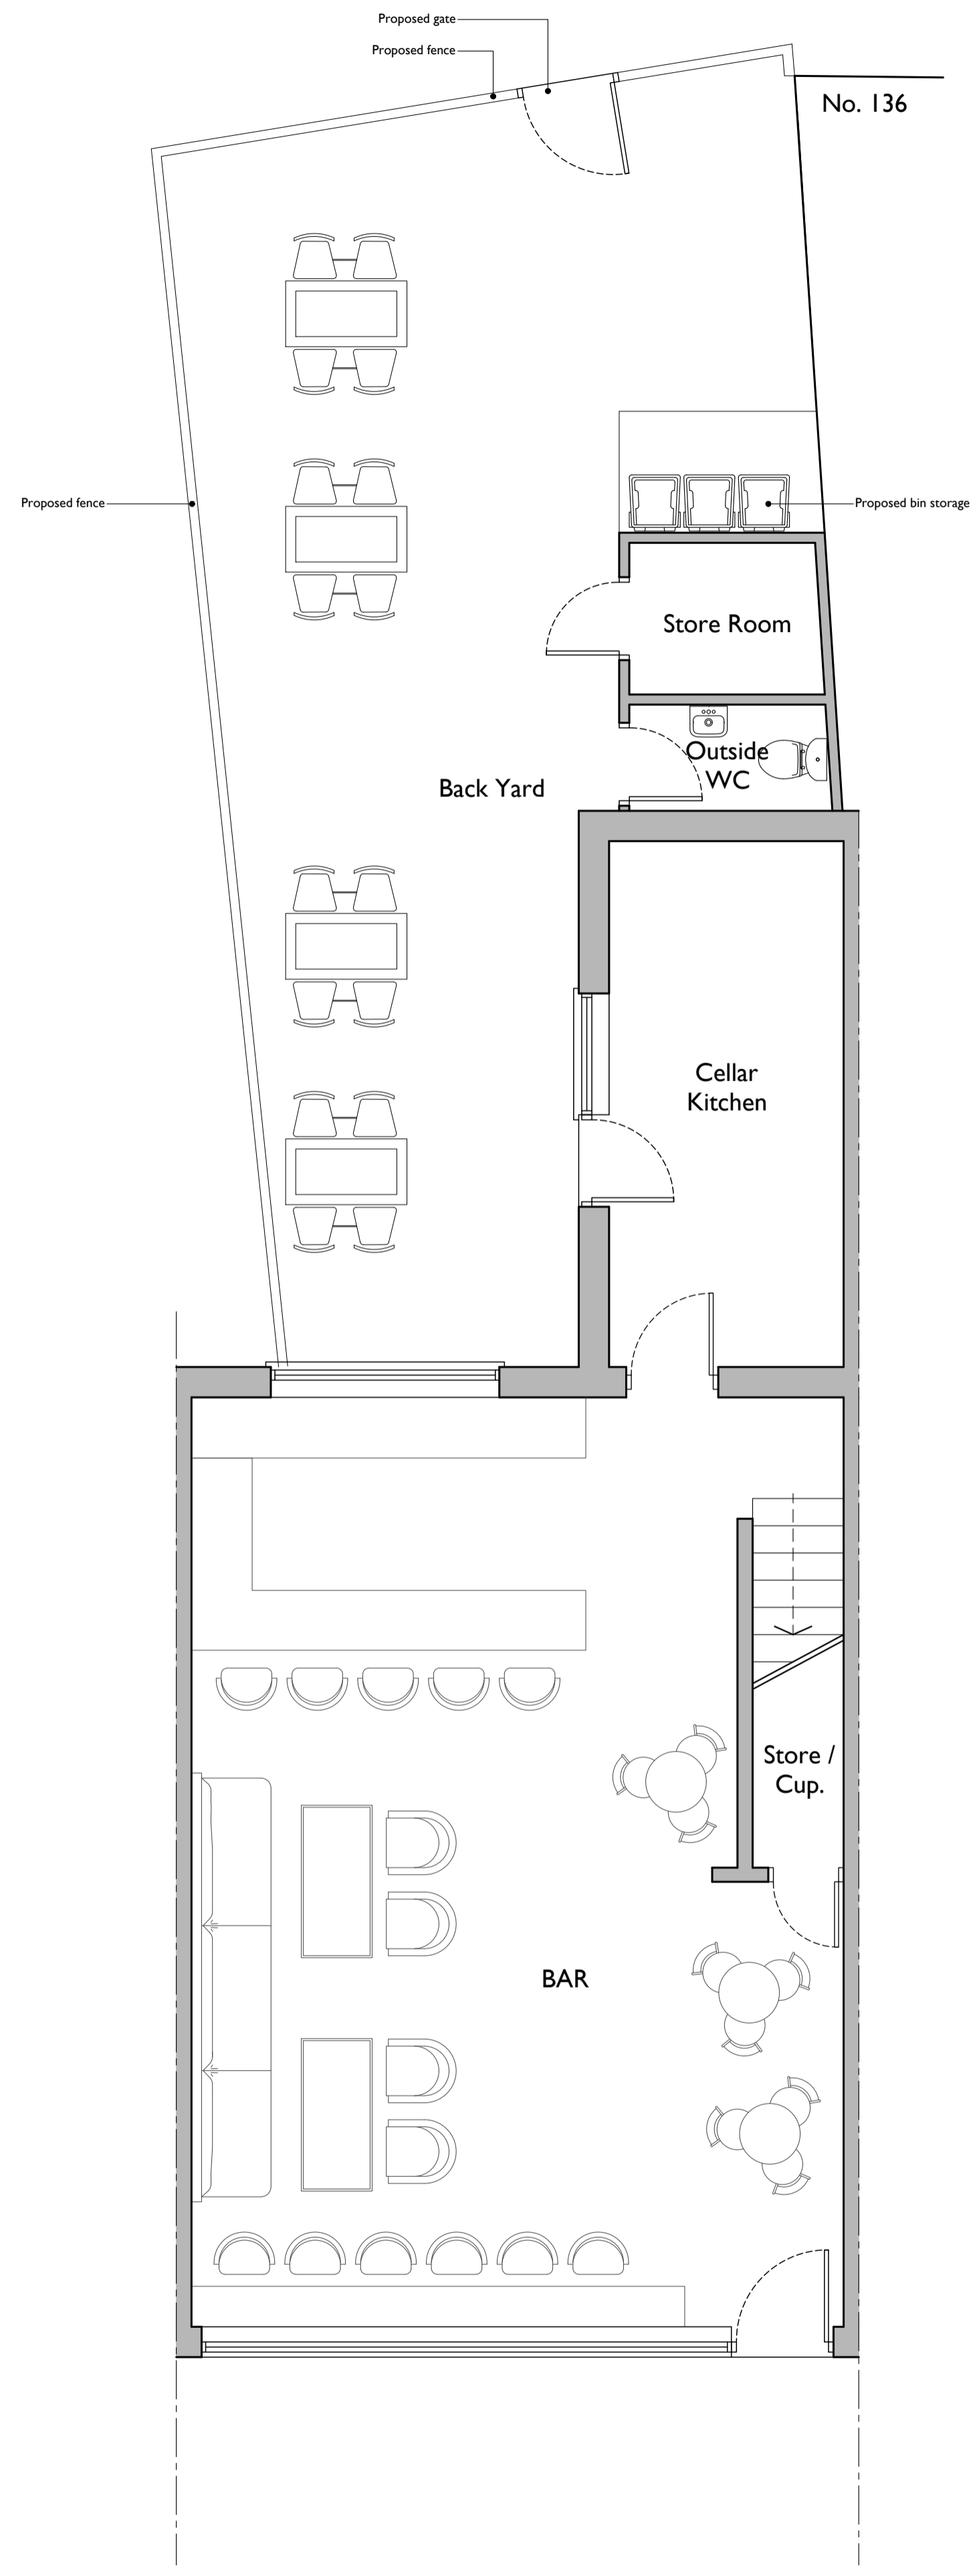 Proposed gate
Proposed fence
No. 136
Proposed fence
Proposed bin storage
Store Room
Outside
WC
Back Yard
Cellar
Kitchen
Store /
Cup.
BAR